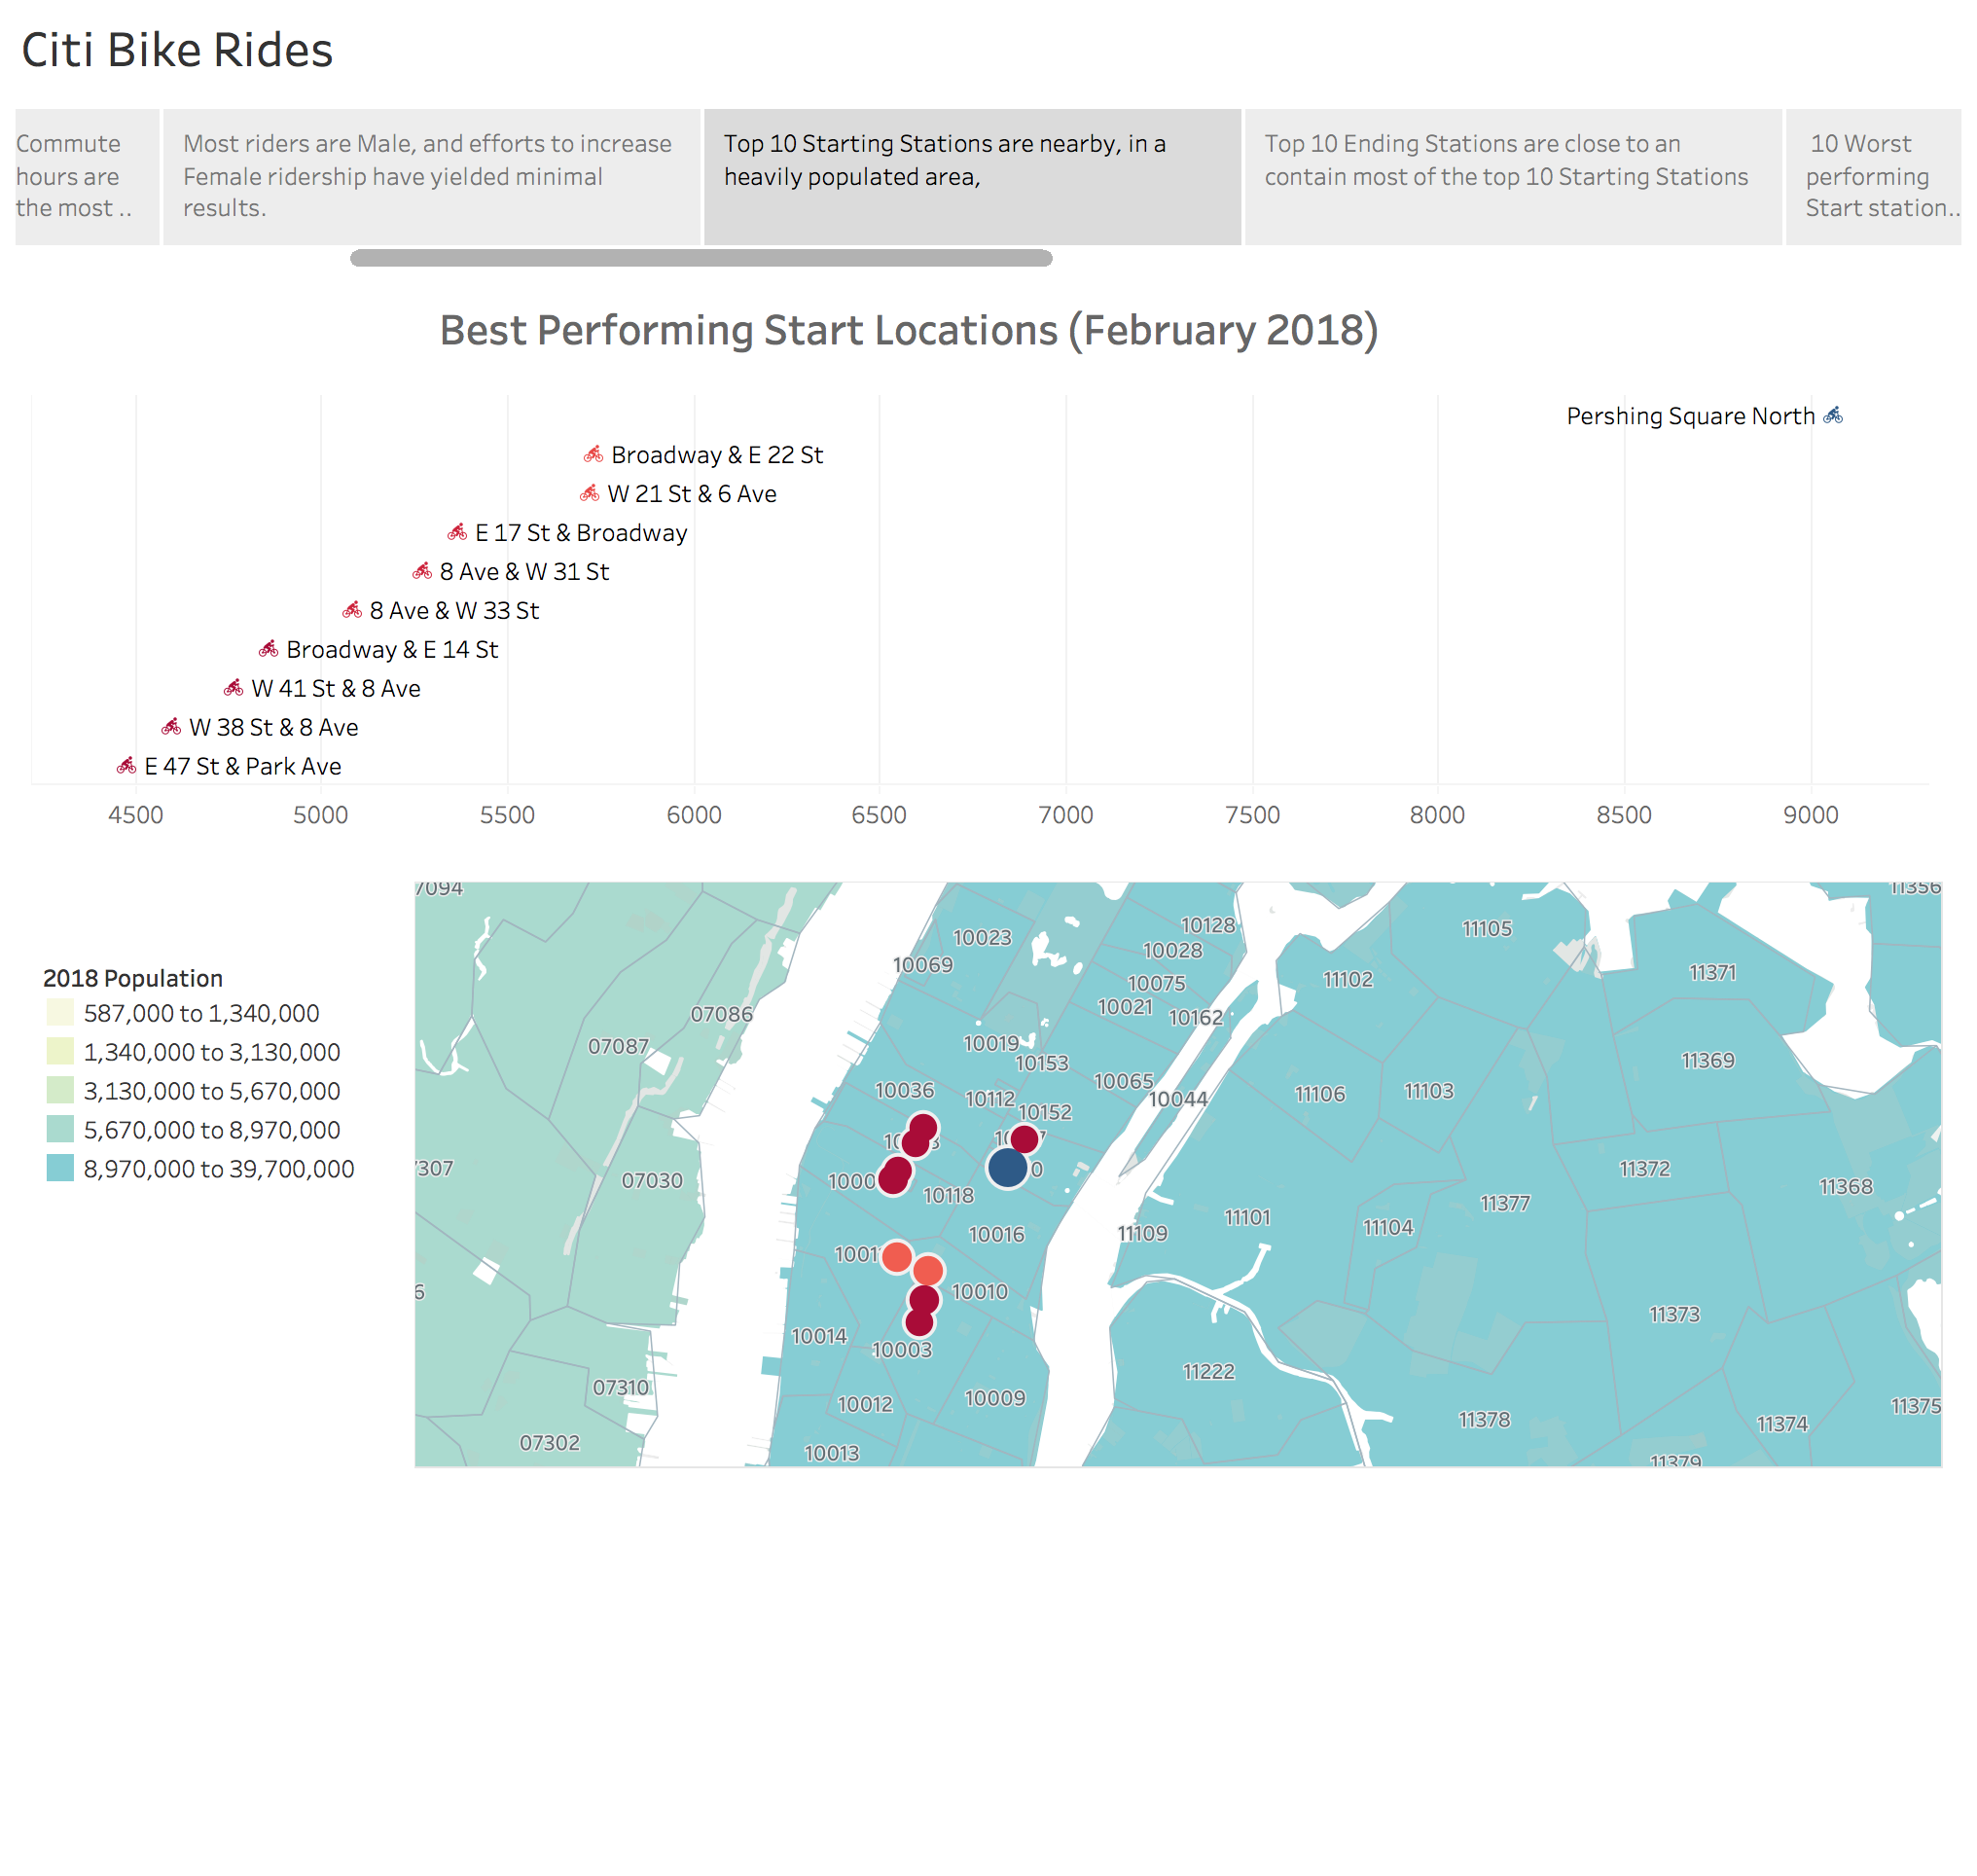 Citi Bike Rides
Commute
hours are
the most ..
Most riders are Male, and efforts to increase
Female ridership have yielded minimal
results.
Top 10 Starting Stations are nearby, in a
heavily populated area,
Top 10 Ending Stations are close to an
contain most of the top 10 Starting Stations
10 Worst
performing
Start station..
Best Performing Start Locations (February 2018)
Pershing Square North
Broadway & E 22 St
W 21 St & 6 Ave
E 17 St & Broadway
8 Ave & W 31 St
8 Ave & W 33 St
Broadway & E 14 St
W 41 St & 8 Ave
W 38 St & 8 Ave
E 47 St & Park Ave
4500 5000 5500 6000 6500 7000 7500 8000 8500 9000
2018 Population
587,000 to 1,340,000
1,340,000 to 3,130,000
3,130,000 to 5,670,000
5,670,000 to 8,970,000
8,970,000 to 39,700,000
7094
11356
10128
11105
10023
10028
10069
11371
11102
10075
10021
07086
10162
10019
07087
10153
11369
10065
10036
11106
11103
10112
10044
10152
7307
11372
07030
11368
10118
11377
11101
11104
10016
11109
10010
11373
10014
10003
11222
07310
10009
10012
11375
11378
11374
07302
10013
11379